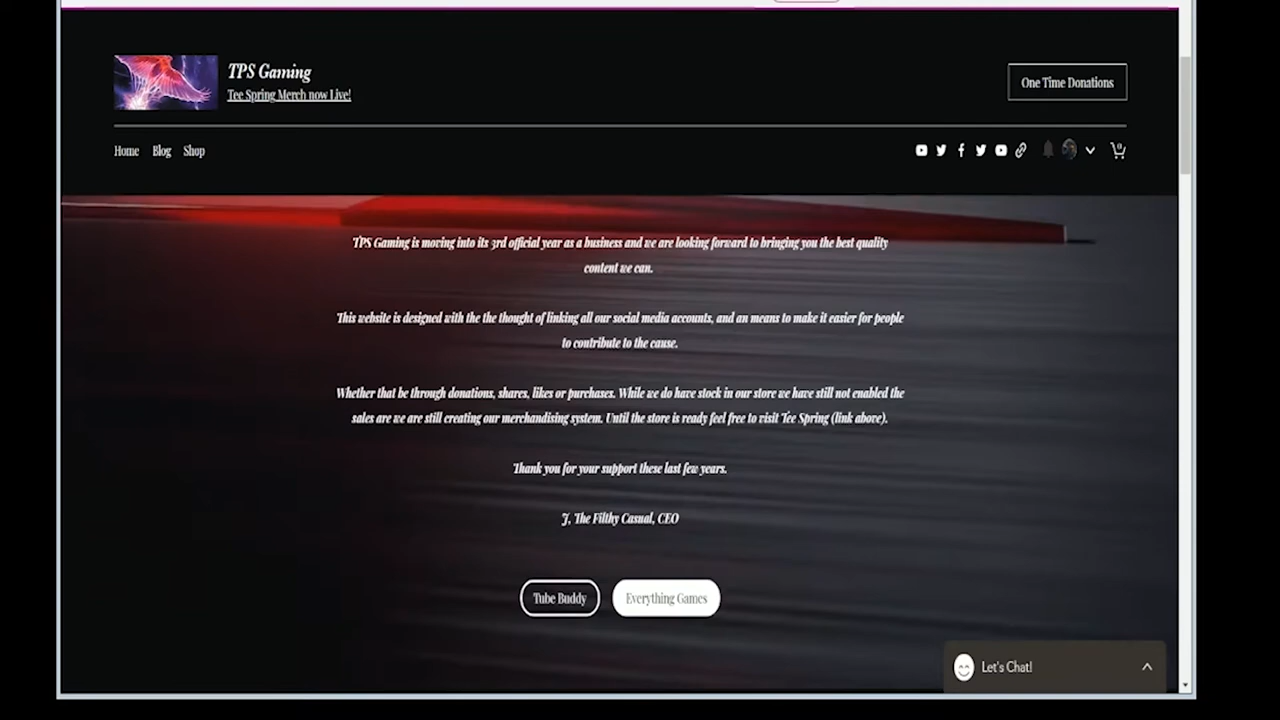 TPS Gaming
Tee Spring Merch now Live!
One Time Donations
Home Blog Shop
0
TPS Gaming is moving into its 3rd official year as a business and we are looking forward to bringing you the best quality
content we can.
This website is designed with the the thought of linking all our social media accounts, and an means to make it easier for people
to contribute to the cause.
Whether that be through donations, shares, likes or purchases. While we do have stock in our store we have still not enabled the
sales are we are still creating our merchandising system. Until the store is ready feel free to visit Tee Spring (link above).
Thank you for your support these last few years.
J, The Filthy Casual, CEO
Tube Buddy Everything Games
Let's Chat!